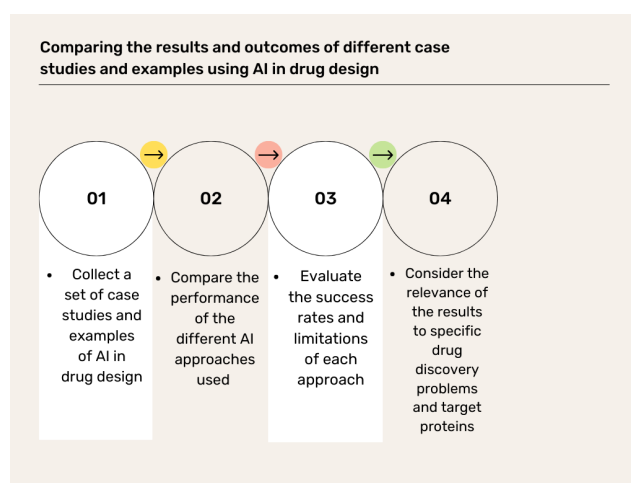 Comparing the results and outcomes of different case
studies and examples using AI in drug design
01
02
03
04
• Collect a
set of case
studies and
examples
of AI in
drug design
• Compare the
performance
of the
different AI
approaches
used
• Evaluate
the success
rates and
limitations
of each
approach
• Consider the
relevance of
the results
to specific
drug
discovery
problems
and target
proteins